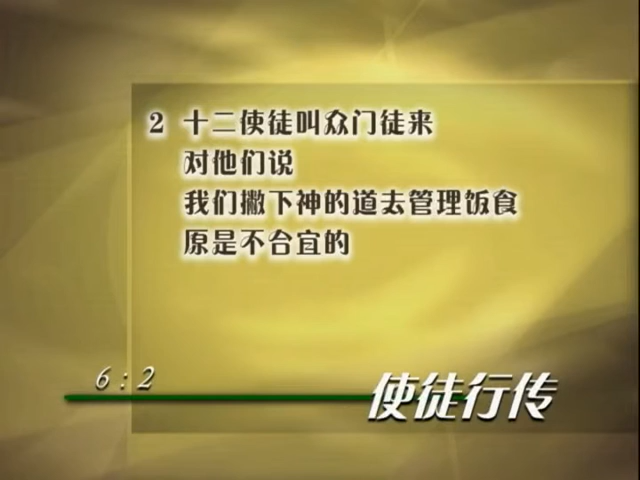 2 十二使徒叫众门徒来
对他们说
我们撇下神的道去管理饭食
原是不合宜的
6:2
使徒行传